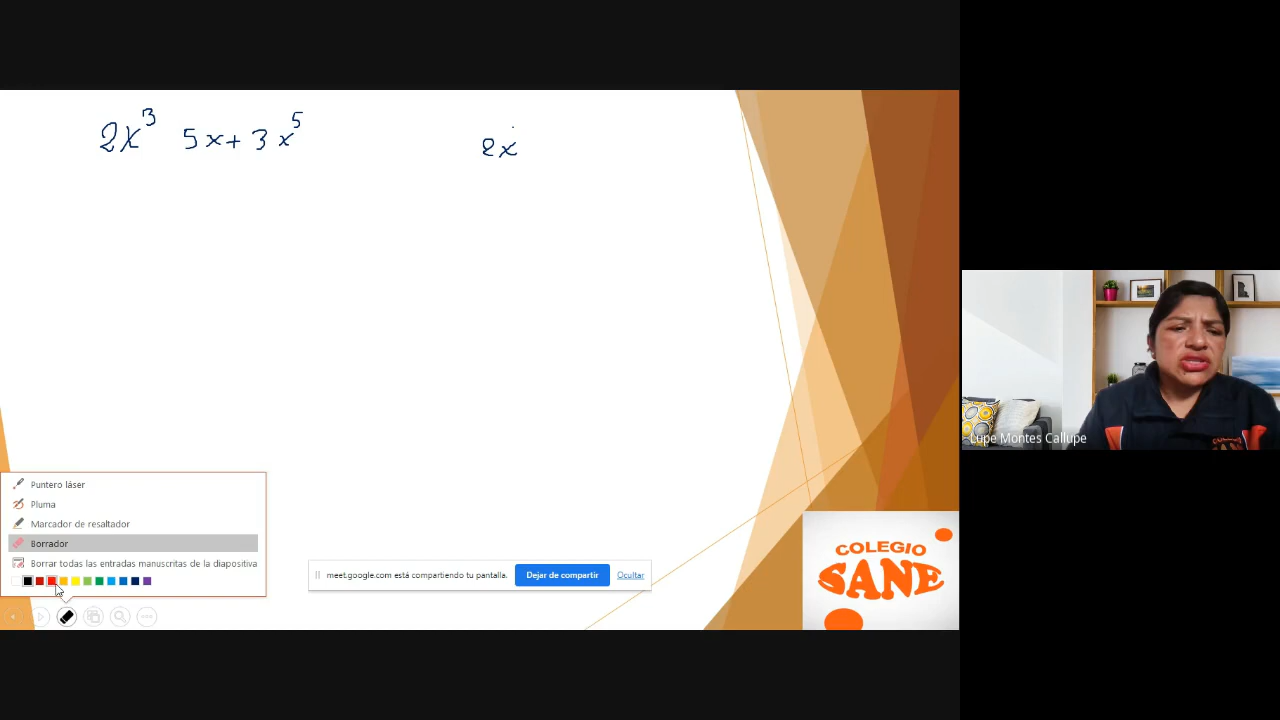 2x³ 5x+3x⁵
2x
Lupe Montes Callupe
Puntero láser
Pluma
Marcador de resaltador
Borrador
Borrar todas las entradas manuscritas de la diapositiva
meet.google.com está compartiendo tu pantalla.
Dejar de compartir
Ocultar
COLEGIO
SANE